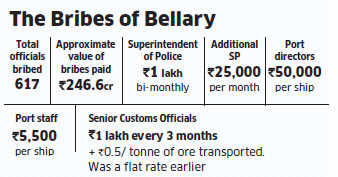 The Bribes of Bellary
Total
officials
bribed
617
Approximate
value of
bribes paid
₹246.6cr
Superintendent
of Police
₹1 lakh
bi-monthly
Additional
SP
₹25,000
per month
Port
directors
₹50,000
per ship
Port staff
₹5,500
per ship
Senior Customs Officials
₹1 lakh every 3 months
+ ₹0.5/ tonne of ore transported.
Was a flat rate earlier